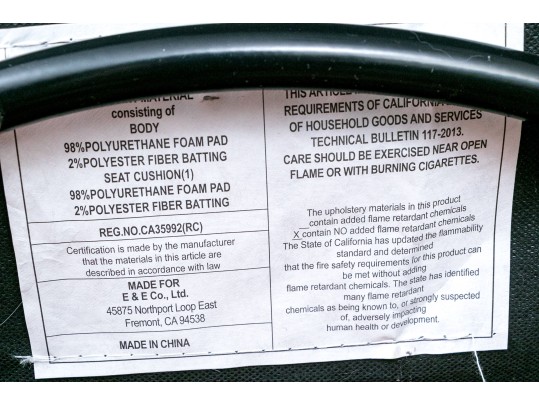 MATERIAL
consisting of
BODY
98%POLYURETHANE FOAM PAD
2%POLYESTER FIBER BATTING
SEAT CUSHION(1)
98%POLYURETHANE FOAM PAD
2%POLYESTER FIBER BATTING
REG.NO.CA35992(RC)
Certification is made by the manufacturer
that the materials in this article are
described in accordance with law
MADE FOR
E & E Co., Ltd.
45875 Northport Loop East
Fremont, CA 94538
MADE IN CHINA
THIS ARTICLE
REQUIREMENTS OF CALIFORNIA
OF HOUSEHOLD GOODS AND SERVICES
TECHNICAL BULLETIN 117-2013.
CARE SHOULD BE EXERCISED NEAR OPEN
FLAME OR WITH BURNING CIGARETTES.
The upholstery materials in this product
contain added flame retardant chemicals
X contain NO added flame retardant chemicals
The State of California has updated the flammability
standard and determined
that the fire safety requirements for this product can
be met without adding
flame retardant chemicals. The state has identified
many flame retardant
chemicals as being known to, or strongly suspected
of, adversely impacting
human health or development.